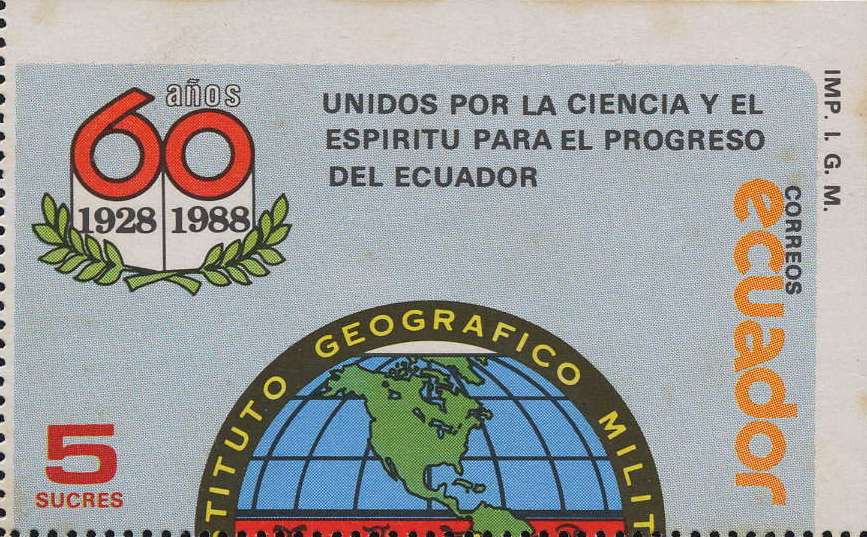 60 años
1928 1988
UNIDOS POR LA CIENCIA Y EL
ESPIRITU PARA EL PROGRESO
DEL ECUADOR
IMP. I. G. M.
CORREOS
ecuador
STITUTO GEOGRAFICO MILIT
5
SUCRES